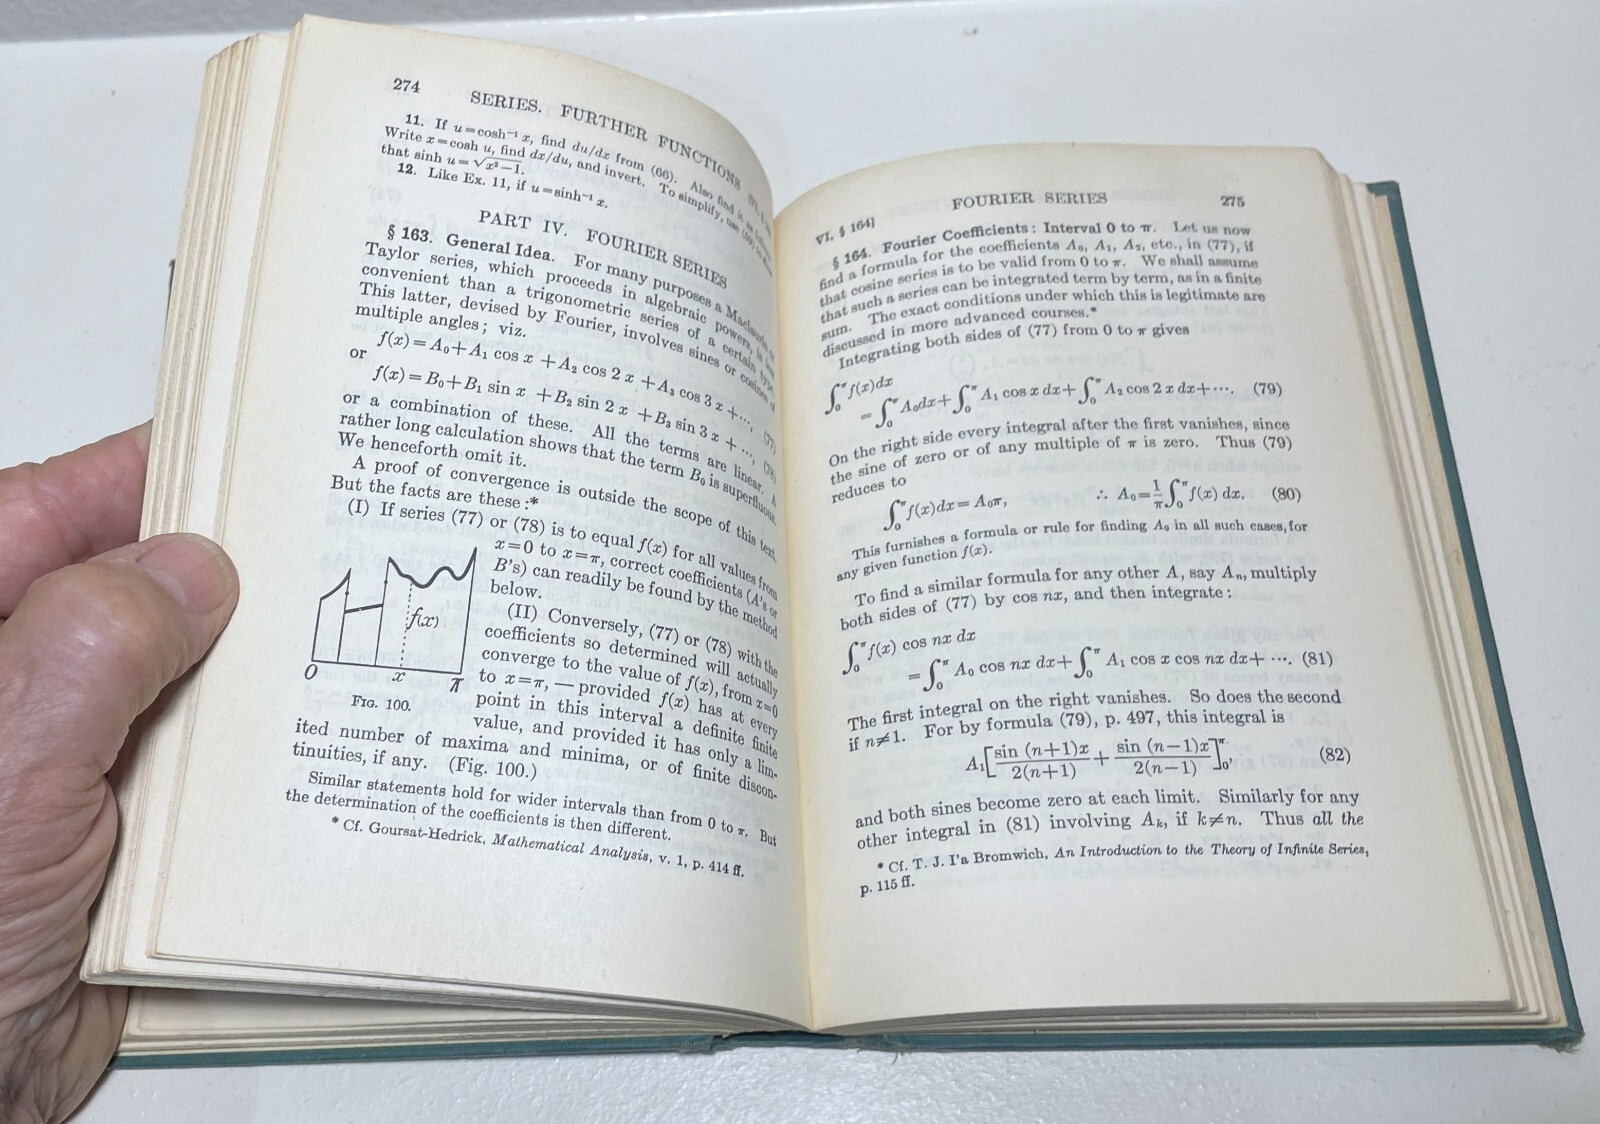 274
SERIES. FURTHER FUNCTIONS
11. If u=cosh⁻¹ x, find du/dx from (66). Also find it
Write x=cosh u, find dx/du, and invert. To simplify, use
that sinh u=√x²−1.
12. Like Ex. 11, if u=sinh⁻¹ x.
PART IV. FOURIER SERIES
§ 163. General Idea. For many purposes a Maclaurin or
Taylor series, which proceeds in algebraic powers, is
convenient than a trigonometric series of a certain type.
This latter, devised by Fourier, involves sines or cosines of
multiple angles; viz.
f(x)=A₀+A₁ cos x +A₂ cos 2 x +A₃ cos 3 x +···, (77)
or
f(x)=B₀+B₁ sin x +B₂ sin 2 x +B₃ sin 3 x + ···, (78)
or a combination of these. All the terms are linear. A
rather long calculation shows that the term B₀ is superfluous.
We henceforth omit it.
A proof of convergence is outside the scope of this text.
But the facts are these:*
(I) If series (77) or (78) is to equal f(x) for all values from
x=0 to x=π, correct coefficients (A's or
B's) can readily be found by the method
below.
(II) Conversely, (77) or (78) with the
coefficients so determined will actually
converge to the value of f(x), from x=0
to x=π, — provided f(x) has at every
point in this interval a definite finite
value, and provided it has only a lim-
ited number of maxima and minima, or of finite discon-
tinuities, if any. (Fig. 100.)
f(x)
O x π
FIG. 100.
Similar statements hold for wider intervals than from 0 to π. But
the determination of the coefficients is then different.
* Cf. Goursat-Hedrick, Mathematical Analysis, v. 1, p. 414 ff.
VI, § 164]
FOURIER SERIES
275
§ 164. Fourier Coefficients: Interval 0 to π. Let us now
find a formula for the coefficients A₀, A₁, A₂, etc., in (77), if
that cosine series is to be valid from 0 to π. We shall assume
that such a series can be integrated term by term, as in a finite
sum. The exact conditions under which this is legitimate are
discussed in more advanced courses.*
Integrating both sides of (77) from 0 to π gives
∫₀^π f(x)dx
= ∫₀^π A₀dx+∫₀^π A₁ cos x dx+∫₀^π A₂ cos 2 x dx+···. (79)
On the right side every integral after the first vanishes, since
the sine of zero or of any multiple of π is zero. Thus (79)
reduces to
∫₀^π f(x)dx= A₀π, ∴ A₀=1/π∫₀^π f(x) dx. (80)
This furnishes a formula or rule for finding A₀ in all such cases, for
any given function f(x).
To find a similar formula for any other A, say Aₙ, multiply
both sides of (77) by cos nx, and then integrate:
∫₀^π f(x) cos nx dx
= ∫₀^π A₀ cos nx dx+∫₀^π A₁ cos x cos nx dx+ ···. (81)
The first integral on the right vanishes. So does the second
if n≠1. For by formula (79), p. 497, this integral is
A₁[sin (n+1)x/2(n+1) + sin (n−1)x/2(n−1)]₀^π, (82)
and both sines become zero at each limit. Similarly for any
other integral in (81) involving Aₖ, if k≠n. Thus all the
* Cf. T. J. I'a Bromwich, An Introduction to the Theory of Infinite Series,
p. 115 ff.